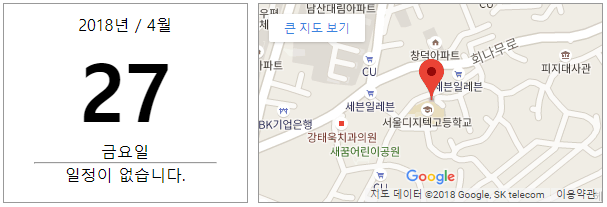 2018년 / 4월
27
금요일
일정이 없습니다.
우편
남산대림아파트
큰 지도 보기
창덕아파트
회나무로
CU
피지대사관
세븐일레븐
세븐일레븐
서울디지텍고등학교
BK기업은행
강태욱치과의원
새꿈어린이공원
CU
Google
지도 데이터 ©2018 Google, SK telecom
이용약관